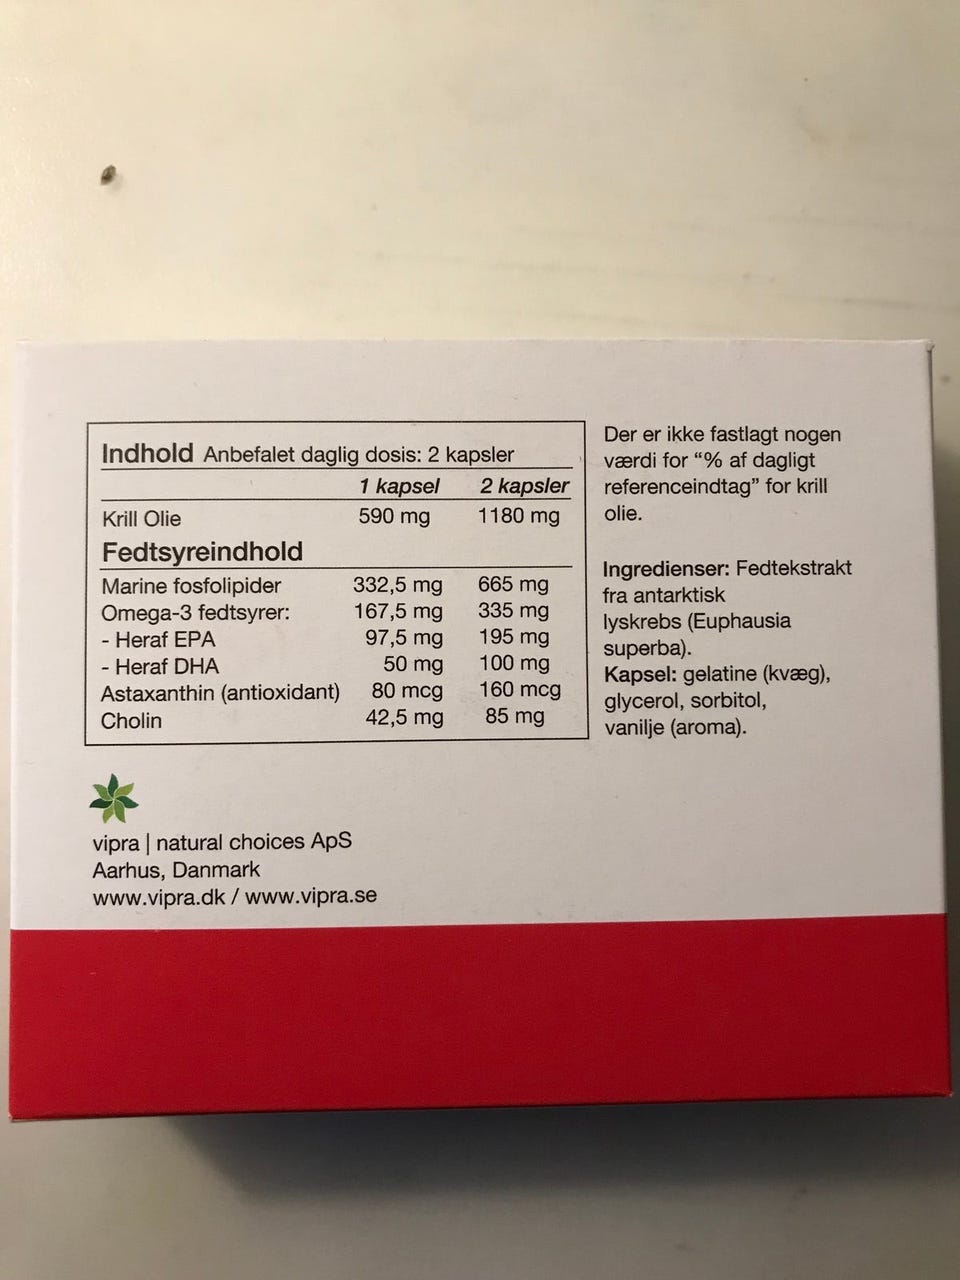 Indhold Anbefalet daglig dosis: 2 kapsler
1 kapsel 2 kapsler
Krill Olie 590 mg 1180 mg
Fedtsyreindhold
Marine fosfolipider 332,5 mg 665 mg
Omega-3 fedtsyrer: 167,5 mg 335 mg
- Heraf EPA 97,5 mg 195 mg
- Heraf DHA 50 mg 100 mg
Astaxanthin (antioxidant) 80 mcg 160 mcg
Cholin 42,5 mg 85 mg
Der er ikke fastlagt nogen
værdi for “% af dagligt
referenceindtag” for krill
olie.
Ingredienser: Fedtekstrakt
fra antarktisk
lyskrebs (Euphausia
superba).
Kapsel: gelatine (kvæg),
glycerol, sorbitol,
vanilje (aroma).
vipra | natural choices ApS
Aarhus, Danmark
www.vipra.dk / www.vipra.se